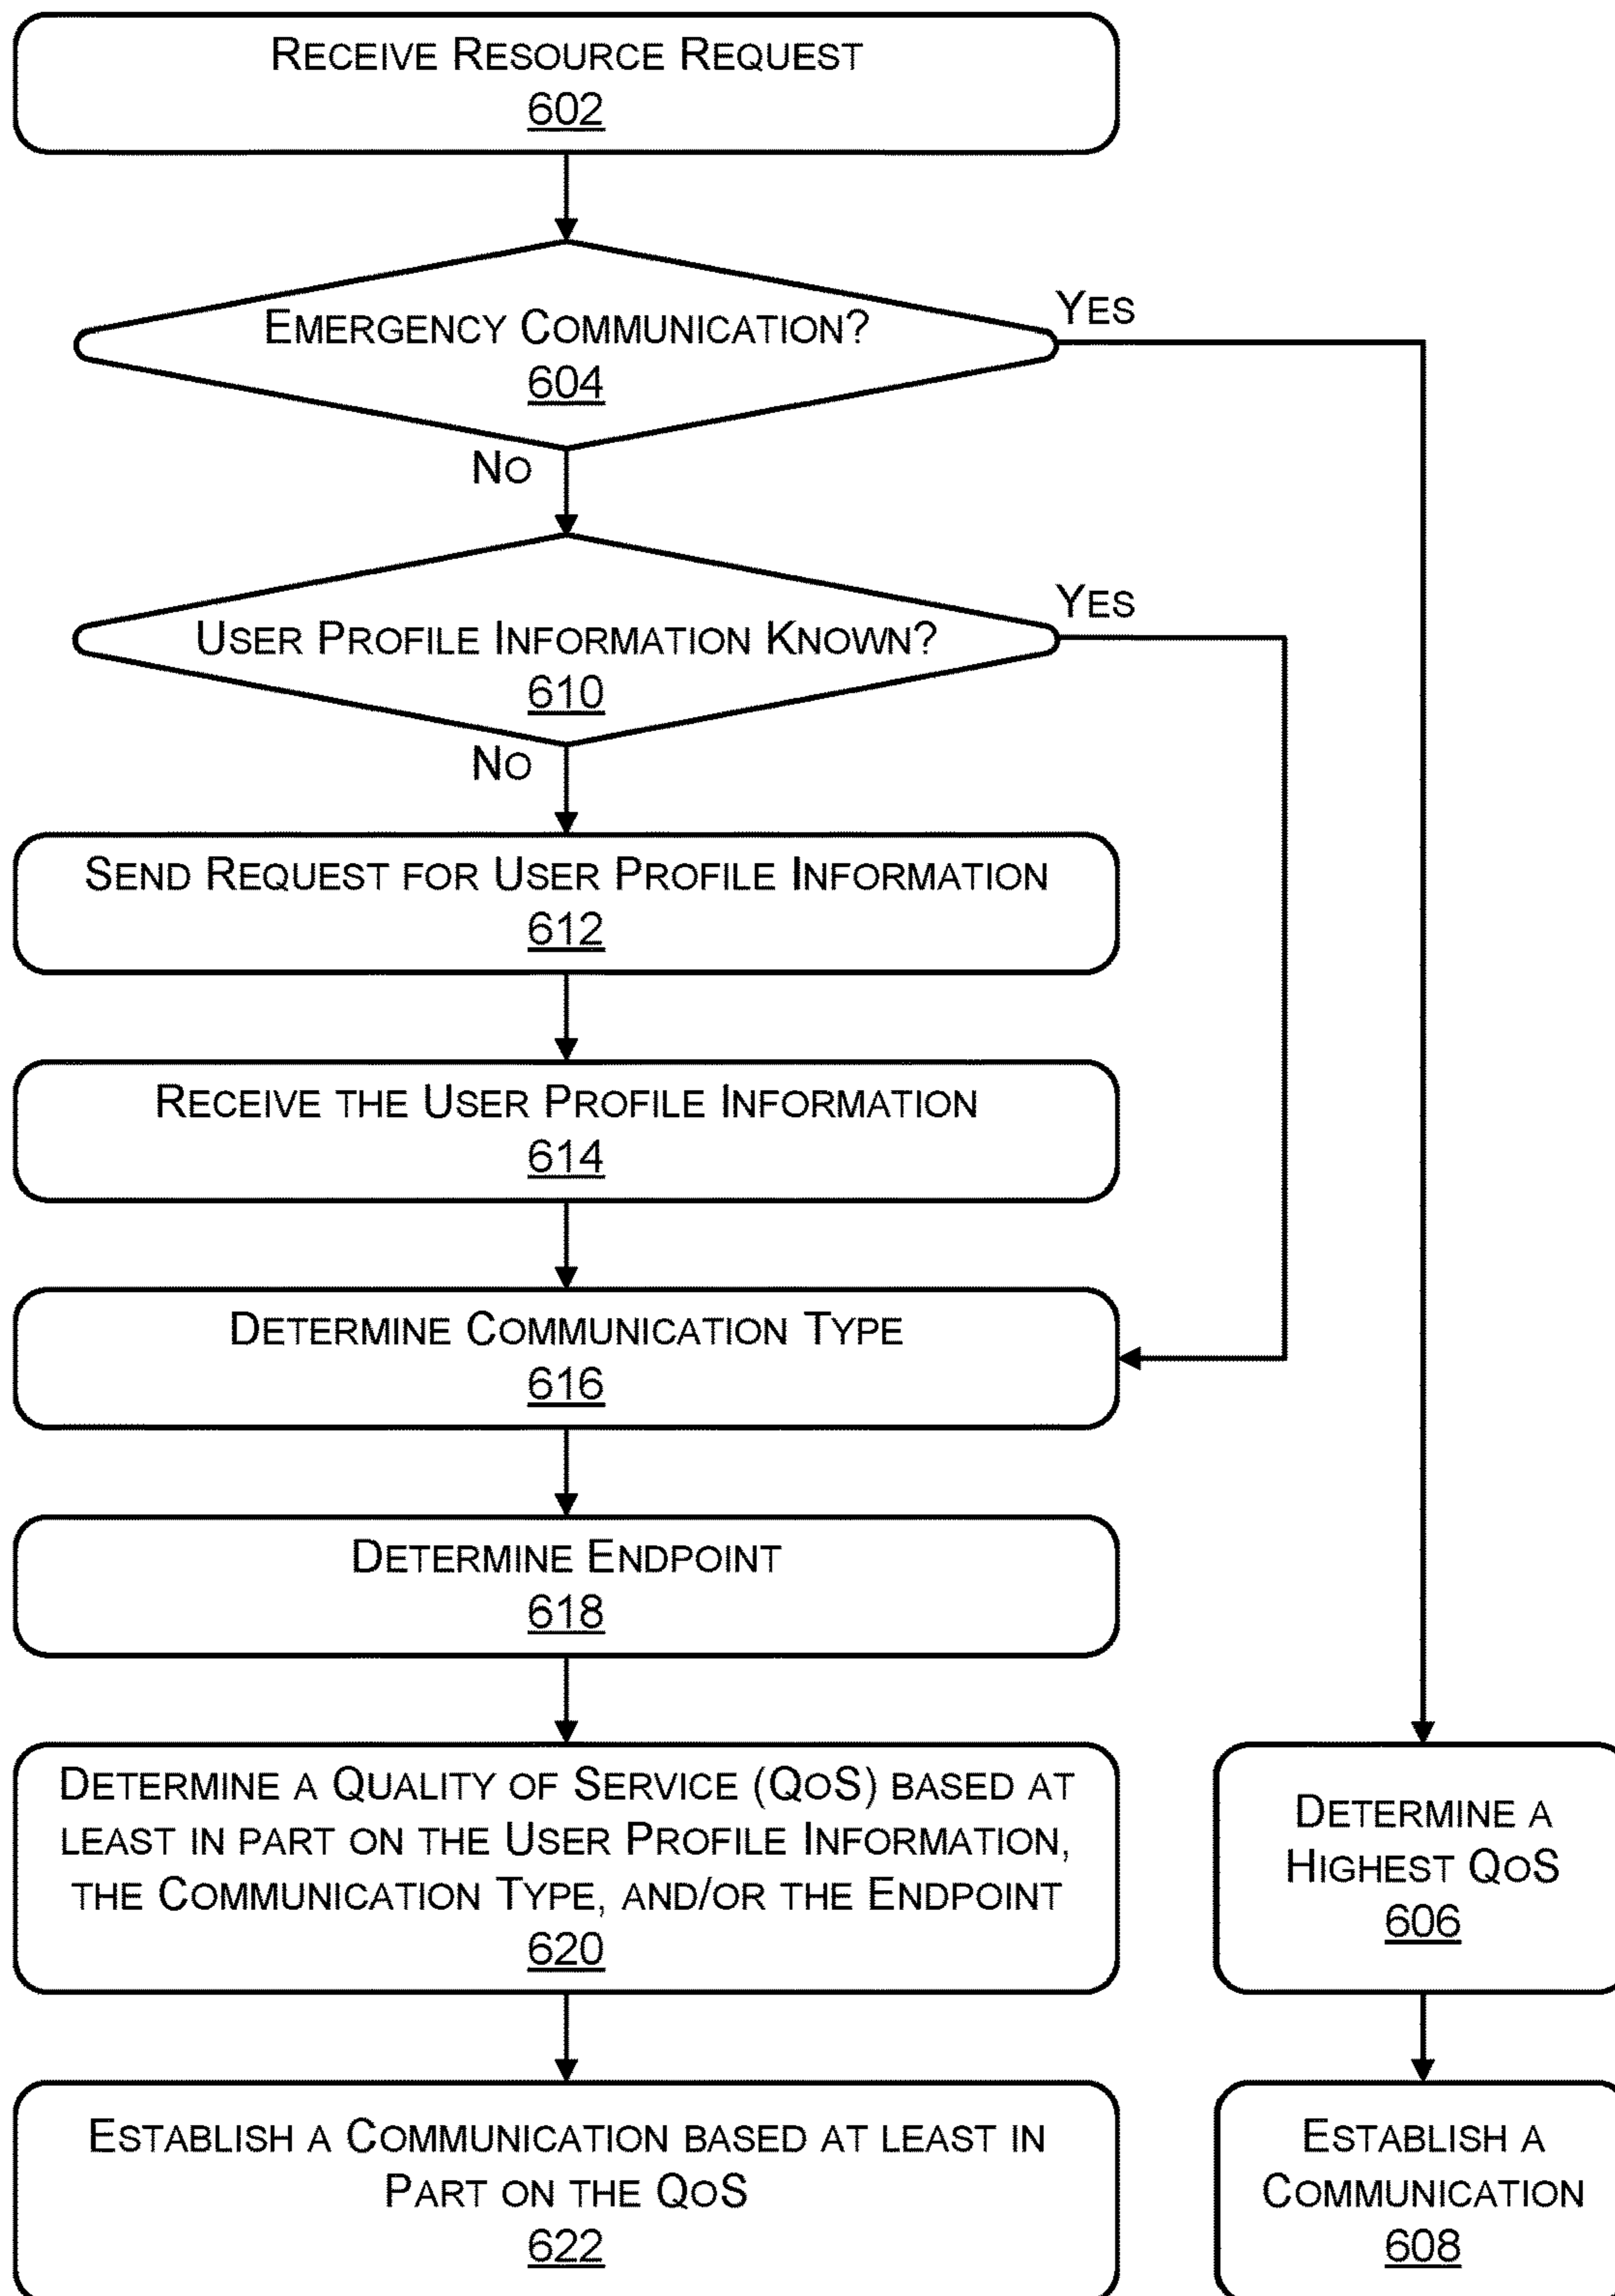 RECEIVE RESOURCE REQUEST
602
EMERGENCY COMMUNICATION?
604
YES
NO
USER PROFILE INFORMATION KNOWN?
610
YES
NO
SEND REQUEST FOR USER PROFILE INFORMATION
612
RECEIVE THE USER PROFILE INFORMATION
614
DETERMINE COMMUNICATION TYPE
616
DETERMINE ENDPOINT
618
DETERMINE A QUALITY OF SERVICE (QOS) BASED AT
LEAST IN PART ON THE USER PROFILE INFORMATION,
THE COMMUNICATION TYPE, AND/OR THE ENDPOINT
620
DETERMINE A
HIGHEST QOS
606
ESTABLISH A COMMUNICATION BASED AT LEAST IN
PART ON THE QOS
622
ESTABLISH A
COMMUNICATION
608